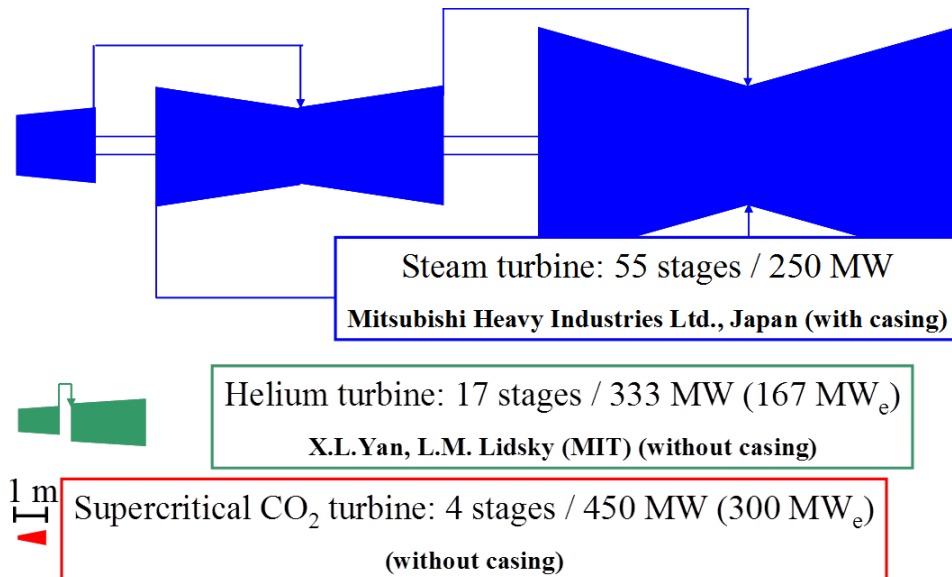 Steam turbine: 55 stages / 250 MW
Mitsubishi Heavy Industries Ltd., Japan (with casing)
Helium turbine: 17 stages / 333 MW (167 MWₑ)
X.L.Yan, L.M. Lidsky (MIT) (without casing)
1 m
Supercritical CO₂ turbine: 4 stages / 450 MW (300 MWₑ)
(without casing)